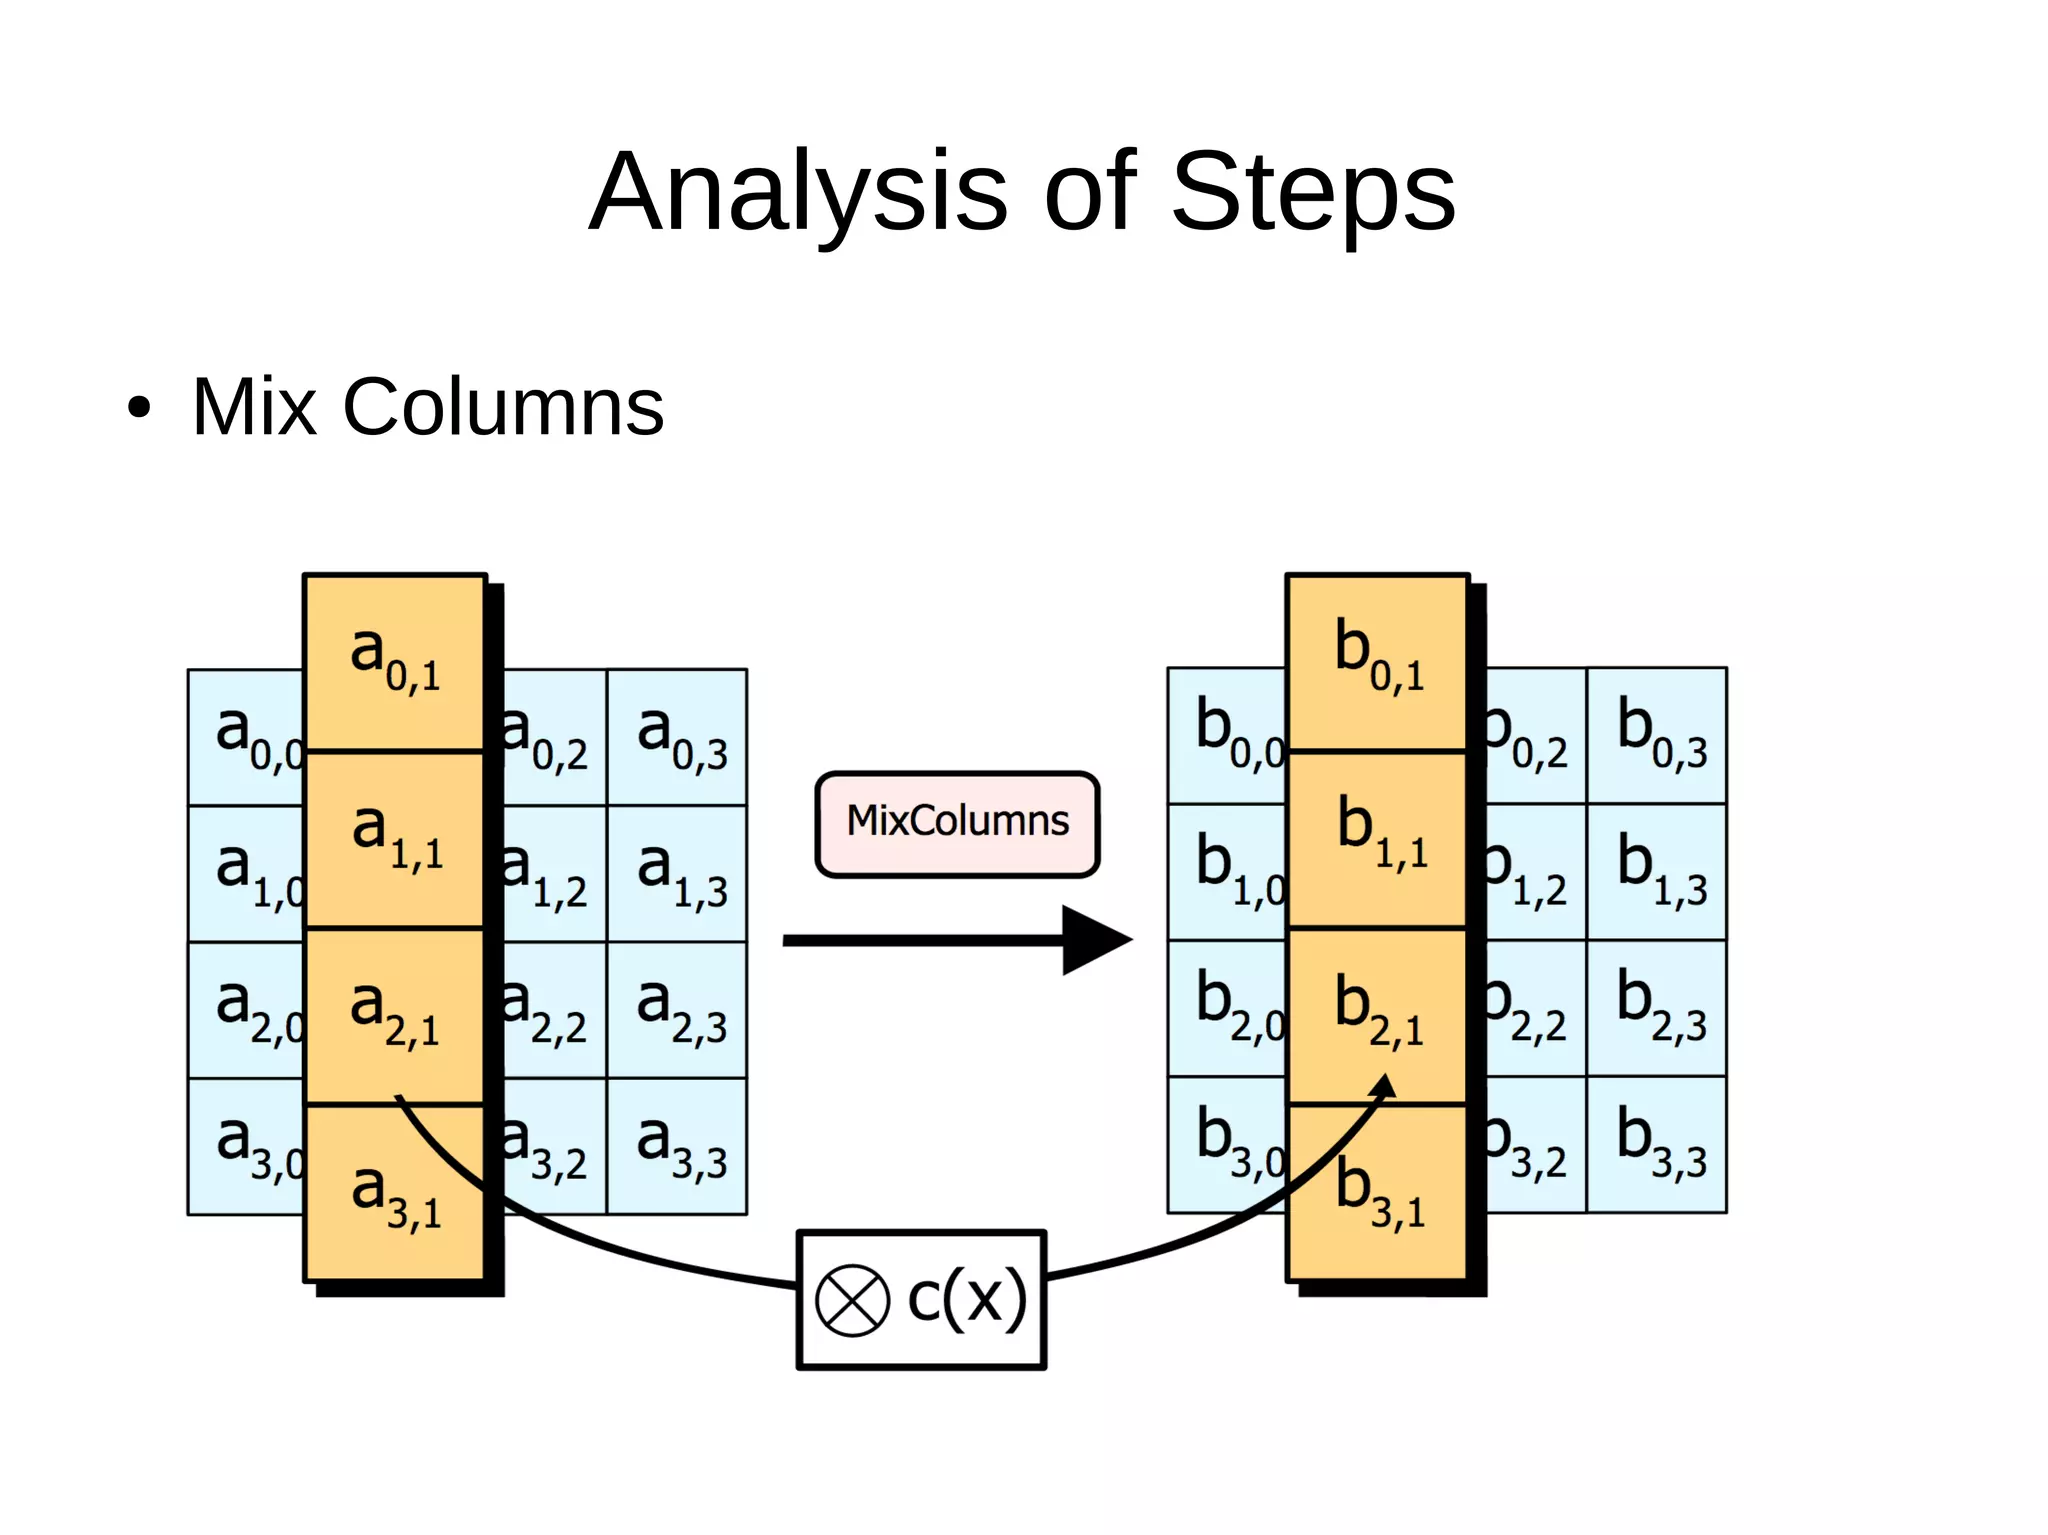 Analysis of Steps
• Mix Columns
a0,1
a0,0 a0,2 a0,3
a1,1
a1,0 a1,2 a1,3
a2,1
a2,0 a2,2 a2,3
a3,1
a3,0 a3,2 a3,3
MixColumns
⊗ c(x)
b0,1
b0,0 b0,2 b0,3
b1,1
b1,0 b1,2 b1,3
b2,1
b2,0 b2,2 b2,3
b3,1
b3,0 b3,2 b3,3